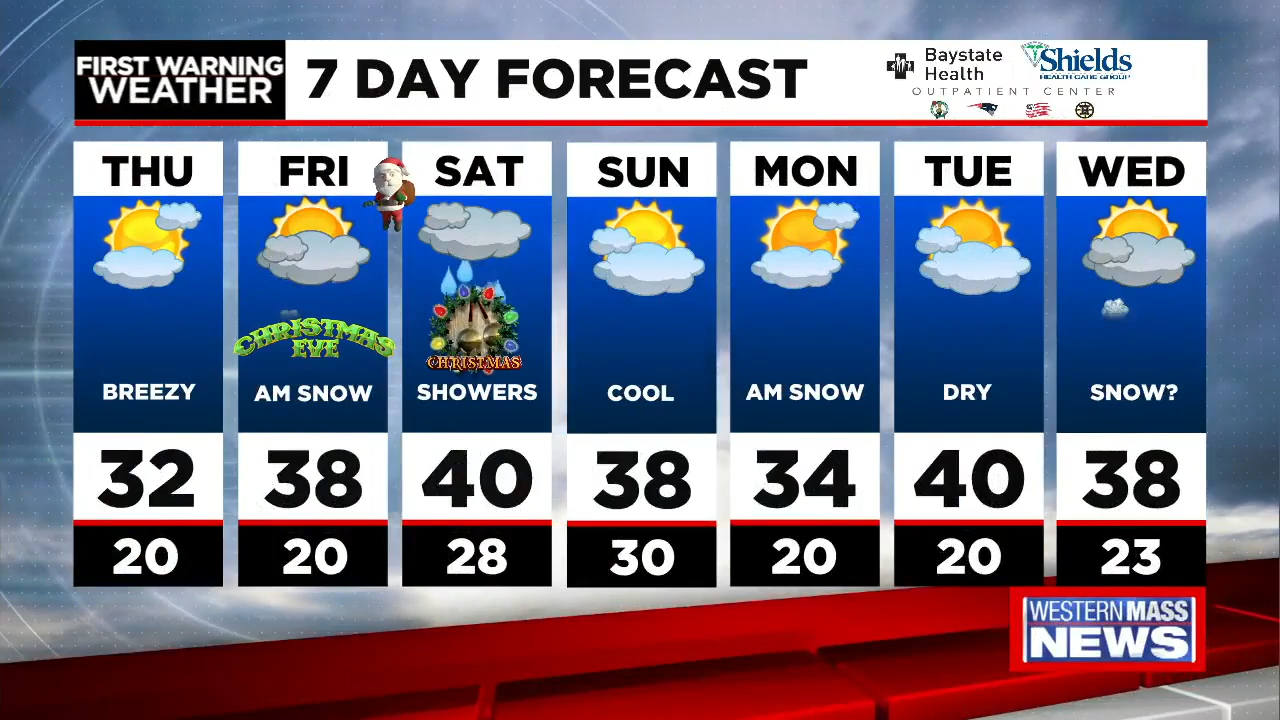 FIRST WARNING
WEATHER
7 DAY FORECAST
Baystate
Health
Shields
HEALTH CARE GROUP
OUTPATIENT CENTER
THU
FRI
SAT
SUN
MON
TUE
WED
CHRISTMAS
EVE
CHRISTMAS
BREEZY
AM SNOW
SHOWERS
COOL
AM SNOW
DRY
SNOW?
32
38
40
38
34
40
38
20
20
28
30
20
20
23
WESTERN MASS
NEWS